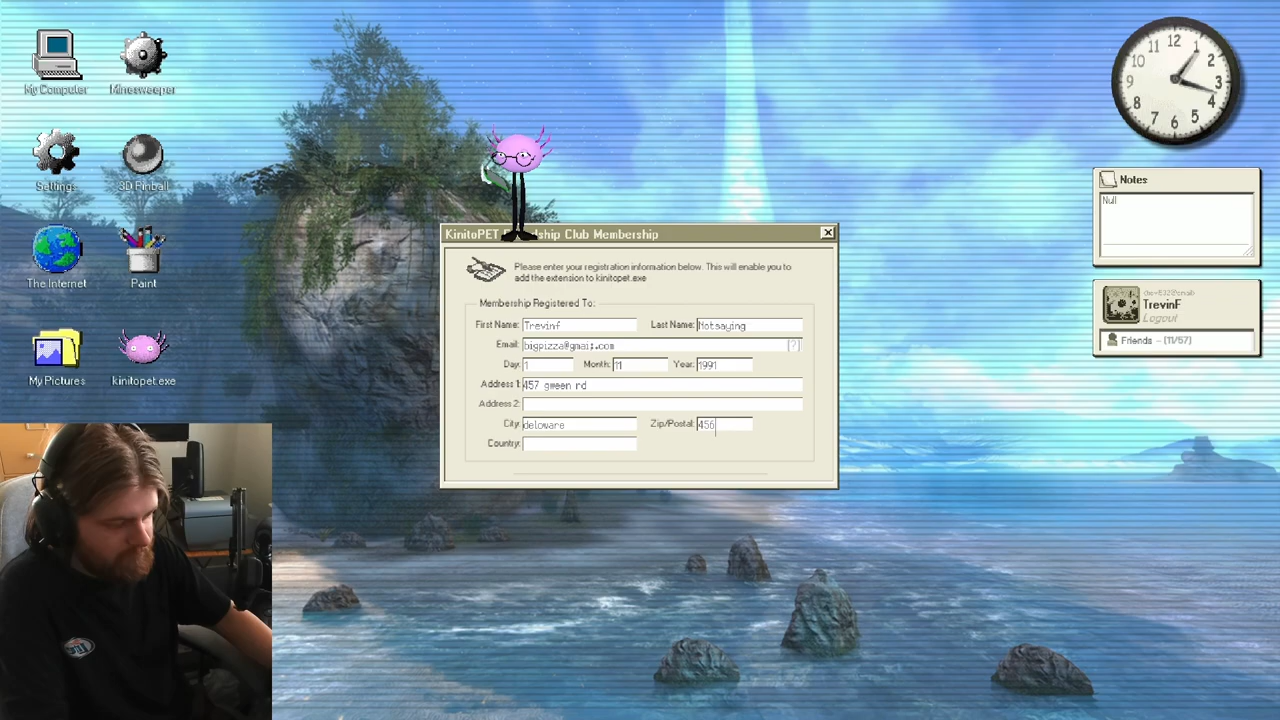 My Computer
Minesweeper
Settings
3D Pinball
The Internet
Paint
My Pictures
kinitopet.exe
12
1
2
3
4
5
6
7
8
9
10
11
Notes
Null
TrevinF
Logout
Friends - (11/57)
KinitoPET
ship Club Membership
Please enter your registration information below. This will enable you to
add the extension to kinitopet.exe
Membership Registered To:
First Name: Trevinf
Last Name: Notsaying
Email: bigpizza@gmai;.com [?]
Day: 1
Month: 11
Year: 1991
Address 1: 457 gween rd
Address 2:
City: deloware
Zip/Postal: 456
Country: